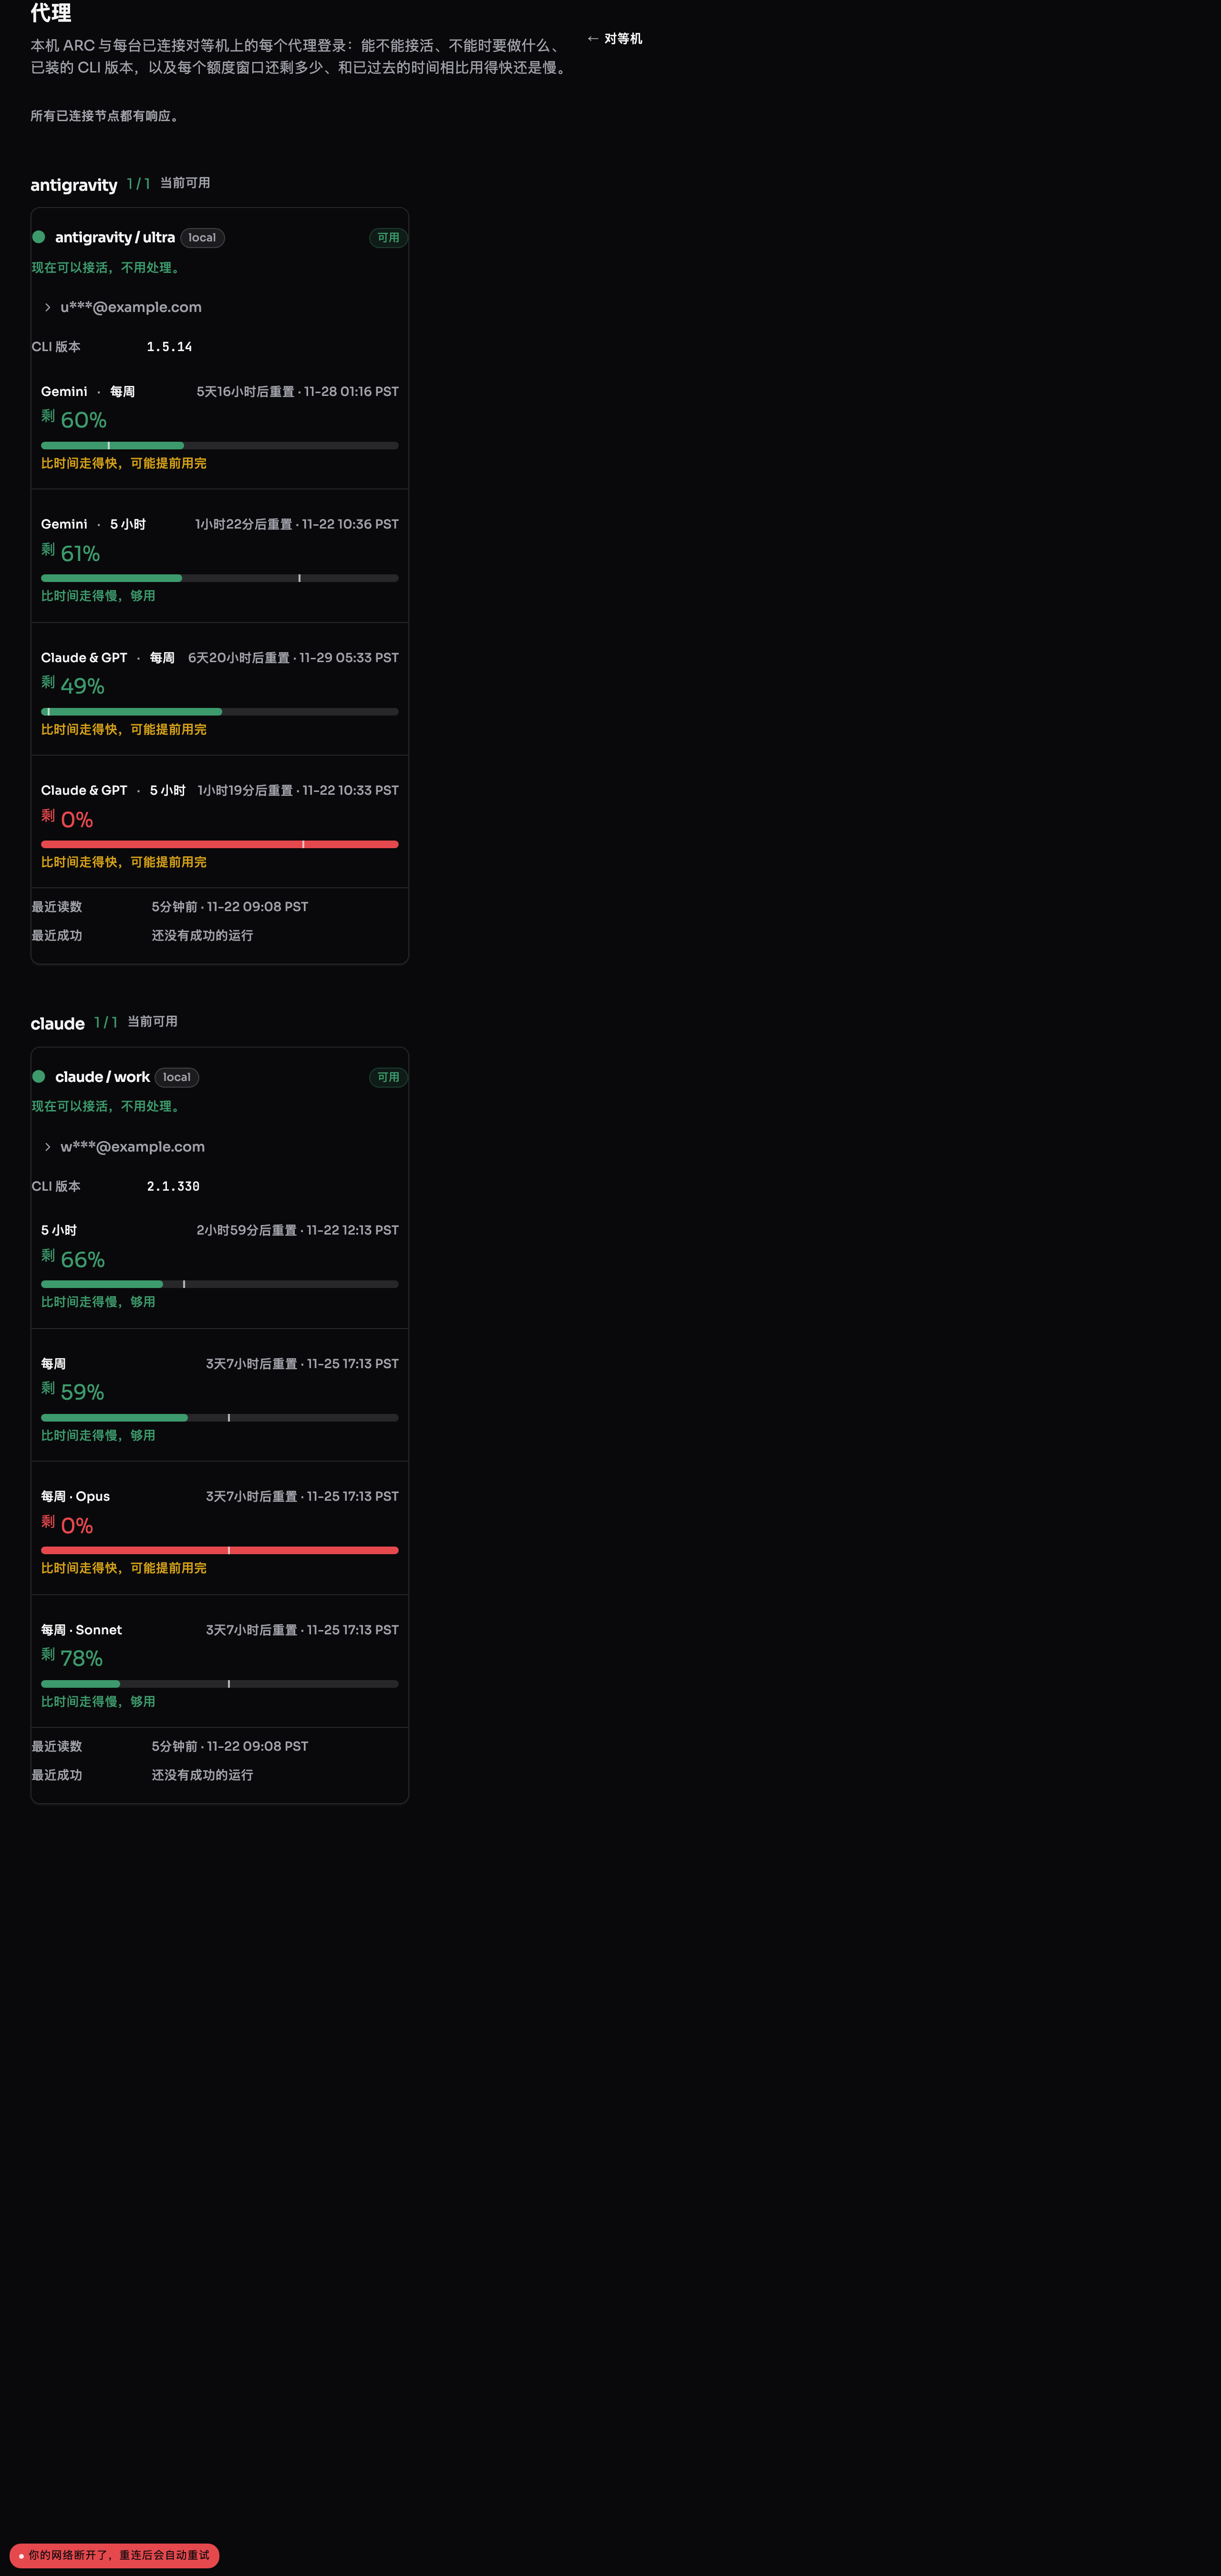 代理
本机 ARC 与每台已连接对等机上的每个代理登录：能不能接活、不能时要做什么、
已装的 CLI 版本，以及每个额度窗口还剩多少、和已过去的时间相比用得快还是慢。
← 对等机
所有已连接节点都有响应。
antigravity 1 / 1 当前可用
antigravity / ultra local 可用
现在可以接活，不用处理。
u***@example.com
CLI 版本 1.5.14
Gemini · 每周 5天16小时后重置 · 11-28 01:16 PST
剩 60%
比时间走得快，可能提前用完
Gemini · 5 小时 1小时22分后重置 · 11-22 10:36 PST
剩 61%
比时间走得慢，够用
Claude & GPT · 每周 6天20小时后重置 · 11-29 05:33 PST
剩 49%
比时间走得快，可能提前用完
Claude & GPT · 5 小时 1小时19分后重置 · 11-22 10:33 PST
剩 0%
比时间走得快，可能提前用完
最近读数 5分钟前 · 11-22 09:08 PST
最近成功 还没有成功的运行
claude 1 / 1 当前可用
claude / work local 可用
现在可以接活，不用处理。
w***@example.com
CLI 版本 2.1.330
5 小时 2小时59分后重置 · 11-22 12:13 PST
剩 66%
比时间走得慢，够用
每周 3天7小时后重置 · 11-25 17:13 PST
剩 59%
比时间走得慢，够用
每周 · Opus 3天7小时后重置 · 11-25 17:13 PST
剩 0%
比时间走得快，可能提前用完
每周 · Sonnet 3天7小时后重置 · 11-25 17:13 PST
剩 78%
比时间走得慢，够用
最近读数 5分钟前 · 11-22 09:08 PST
最近成功 还没有成功的运行
你的网络断开了，重连后会自动重试